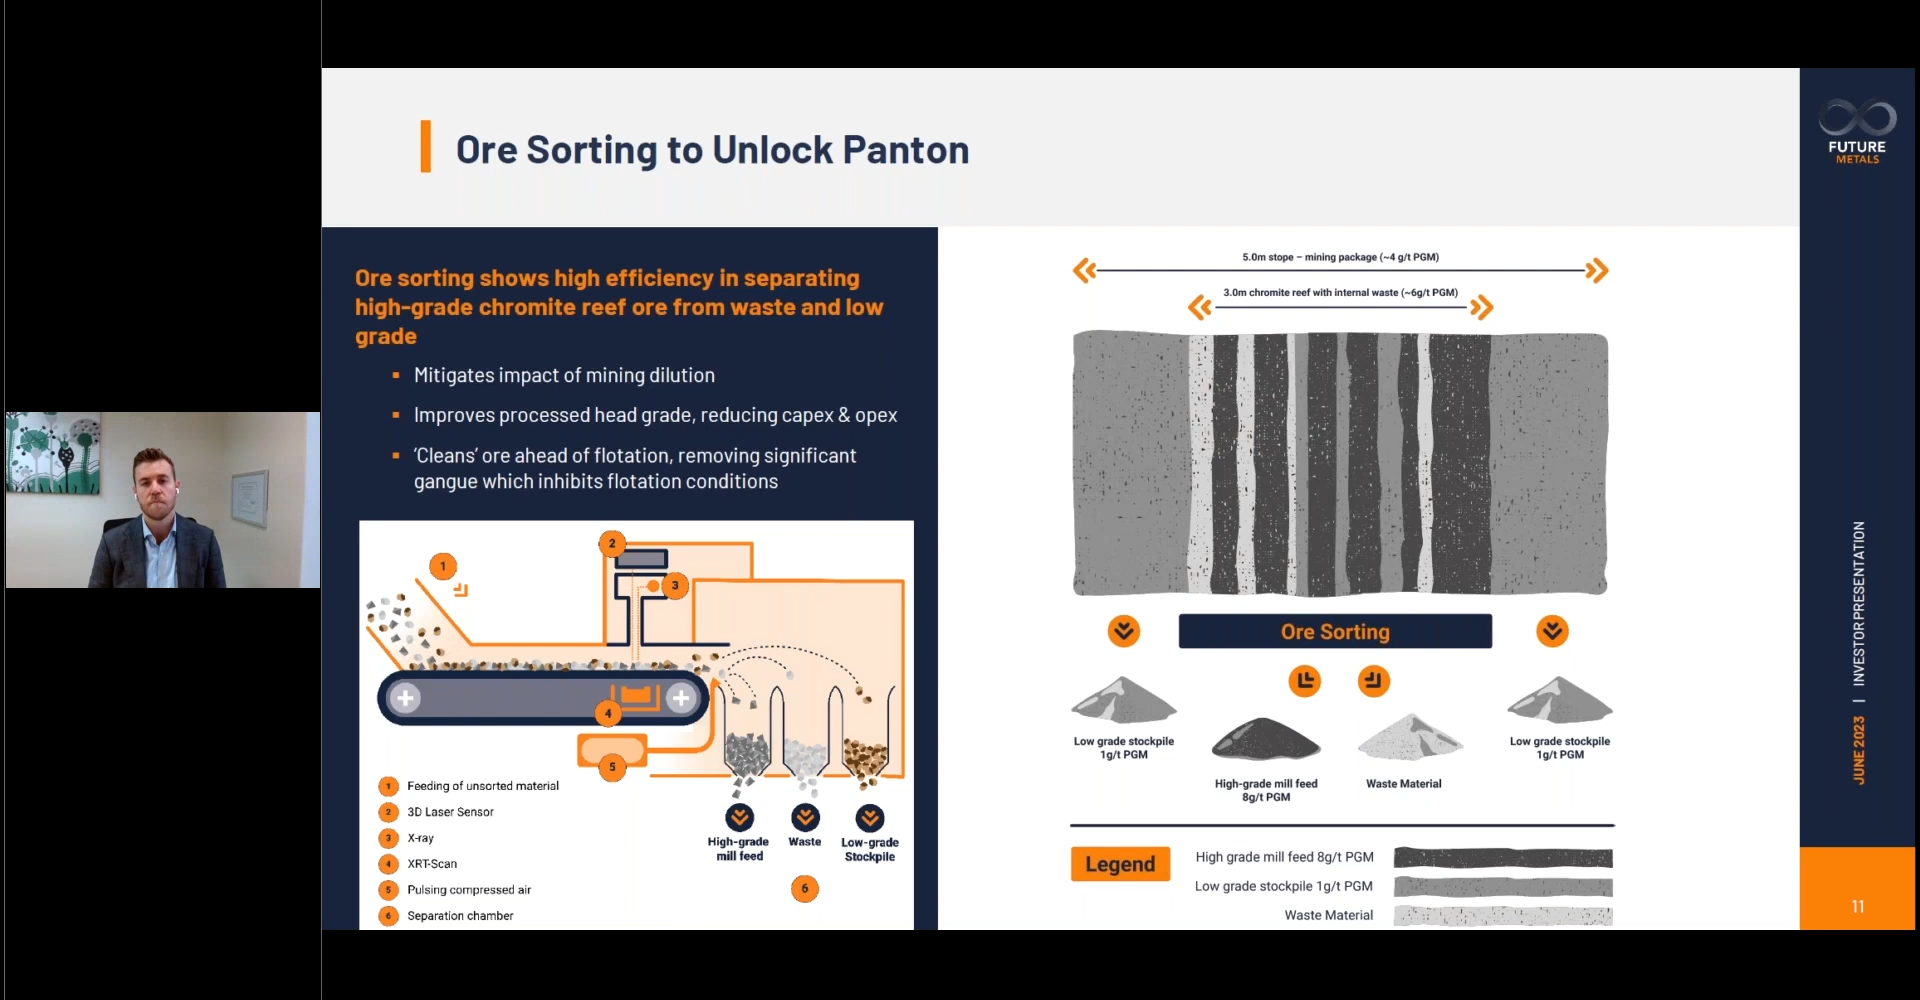 Ore Sorting to Unlock Panton
FUTURE
METALS
Ore sorting shows high efficiency in separating
high-grade chromite reef ore from waste and low
grade
Mitigates impact of mining dilution
Improves processed head grade, reducing capex & opex
‘Cleans’ ore ahead of flotation, removing significant
gangue which inhibits flotation conditions
1
2
3
4
5
1 Feeding of unsorted material
2 3D Laser Sensor
3 X-ray
4 XRT-Scan
5 Pulsing compressed air
6 Separation chamber
High-grade
mill feed
Waste
Low-grade
Stockpile
6
5.0m stope – mining package (~4 g/t PGM)
3.0m chromite reef with internal waste (~6g/t PGM)
Ore Sorting
Low grade stockpile
1g/t PGM
High-grade mill feed
8g/t PGM
Waste Material
Low grade stockpile
1g/t PGM
Legend
High grade mill feed 8g/t PGM
Low grade stockpile 1g/t PGM
Waste Material
JUNE 2023 | INVESTOR PRESENTATION
11